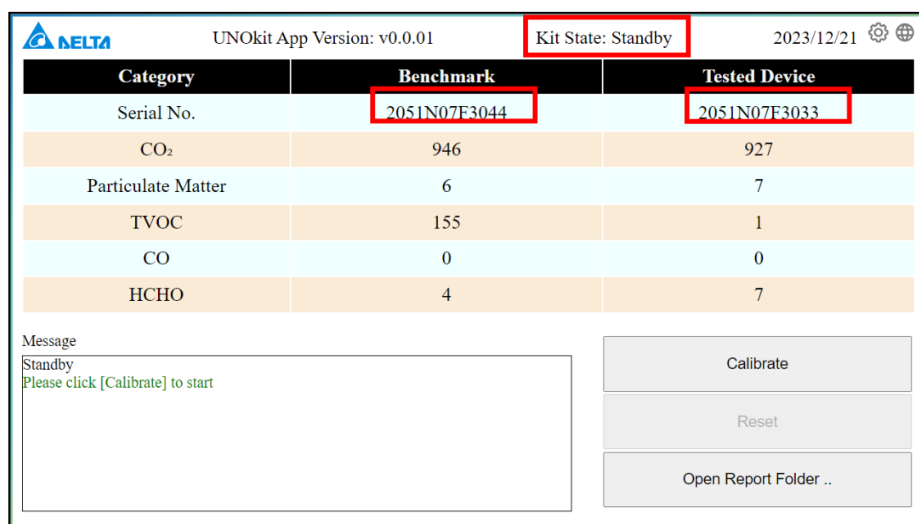 DELTA UNOkit App Version: v0.0.01 Kit State: Standby 2023/12/21
Category Benchmark Tested Device
Serial No. 2051N07F3044 2051N07F3033
CO₂ 946 927
Particulate Matter 6 7
TVOC 155 1
CO 0 0
HCHO 4 7
Message
Standby
Please click [Calibrate] to start
Calibrate
Reset
Open Report Folder ..